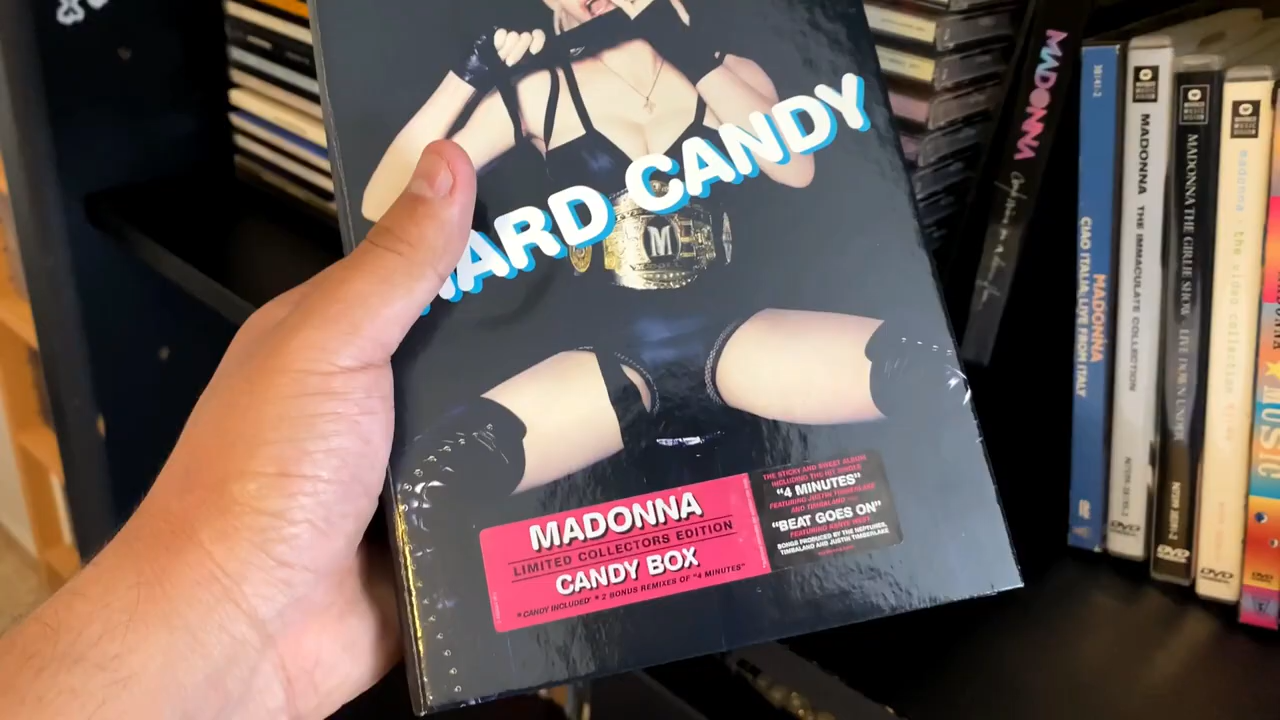 HARD CANDY
M
MADONNA
LIMITED COLLECTORS EDITION
CANDY BOX
*CANDY INCLUDED* * 2 BONUS REMIXES OF "4 MINUTES"
THE STICKY AND SWEET ALBUM
INCLUDING THE HIT SINGLE
"4 MINUTES"
FEATURING JUSTIN TIMBERLAKE
AND TIMBALAND
"BEAT GOES ON"
FEATURING KANYE WEST
SONGS PRODUCED BY THE NEPTUNES,
TIMBALAND AND JUSTIN TIMBERLAKE
MADONNA
38141-2
MADONNA
CIAO ITALIA: LIVE FROM ITALY
MADONNA THE IMMACULATE COLLECTION
DVD
MADONNA THE GIRLIE SHOW LIVE DOWN UNDER
DVD
madonna the video collection
DVD
MUSIC